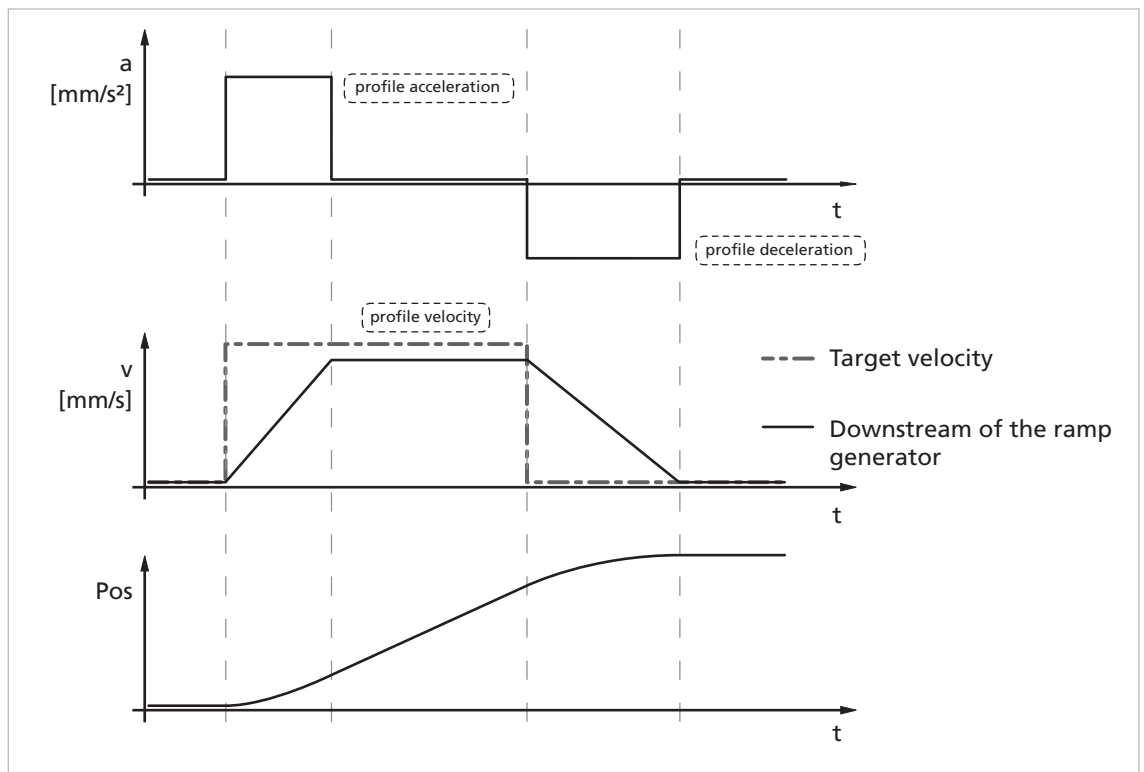 a
[mm/s²]
profile acceleration
t
profile deceleration
profile velocity
v
[mm/s]
Target velocity
Downstream of the ramp
generator
t
Pos
t